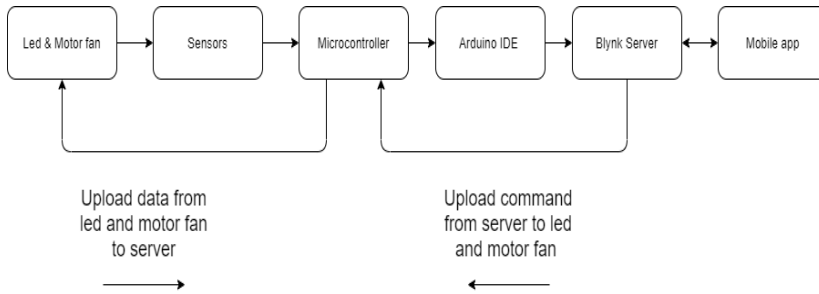 Led & Motor fan
Sensors
Microcontroller
Arduino IDE
Blynk Server
Mobile app
Upload data from
led and motor fan
to server
Upload command
from server to led
and motor fan